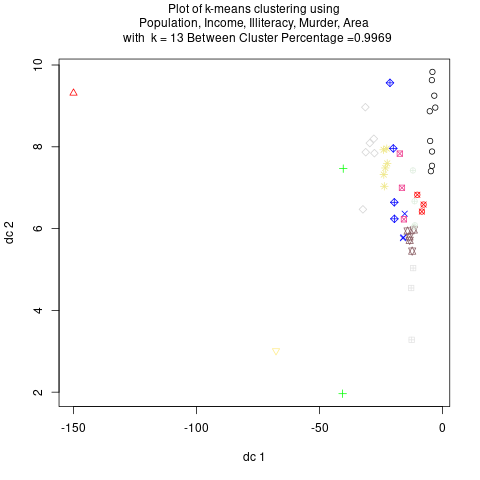 Plot of k-means clustering using
Population, Income, Illiteracy, Murder, Area
with k = 13 Between Cluster Percentage =0.9969
10
8
6
4
2
dc 2
-150
-100
-50
0
dc 1